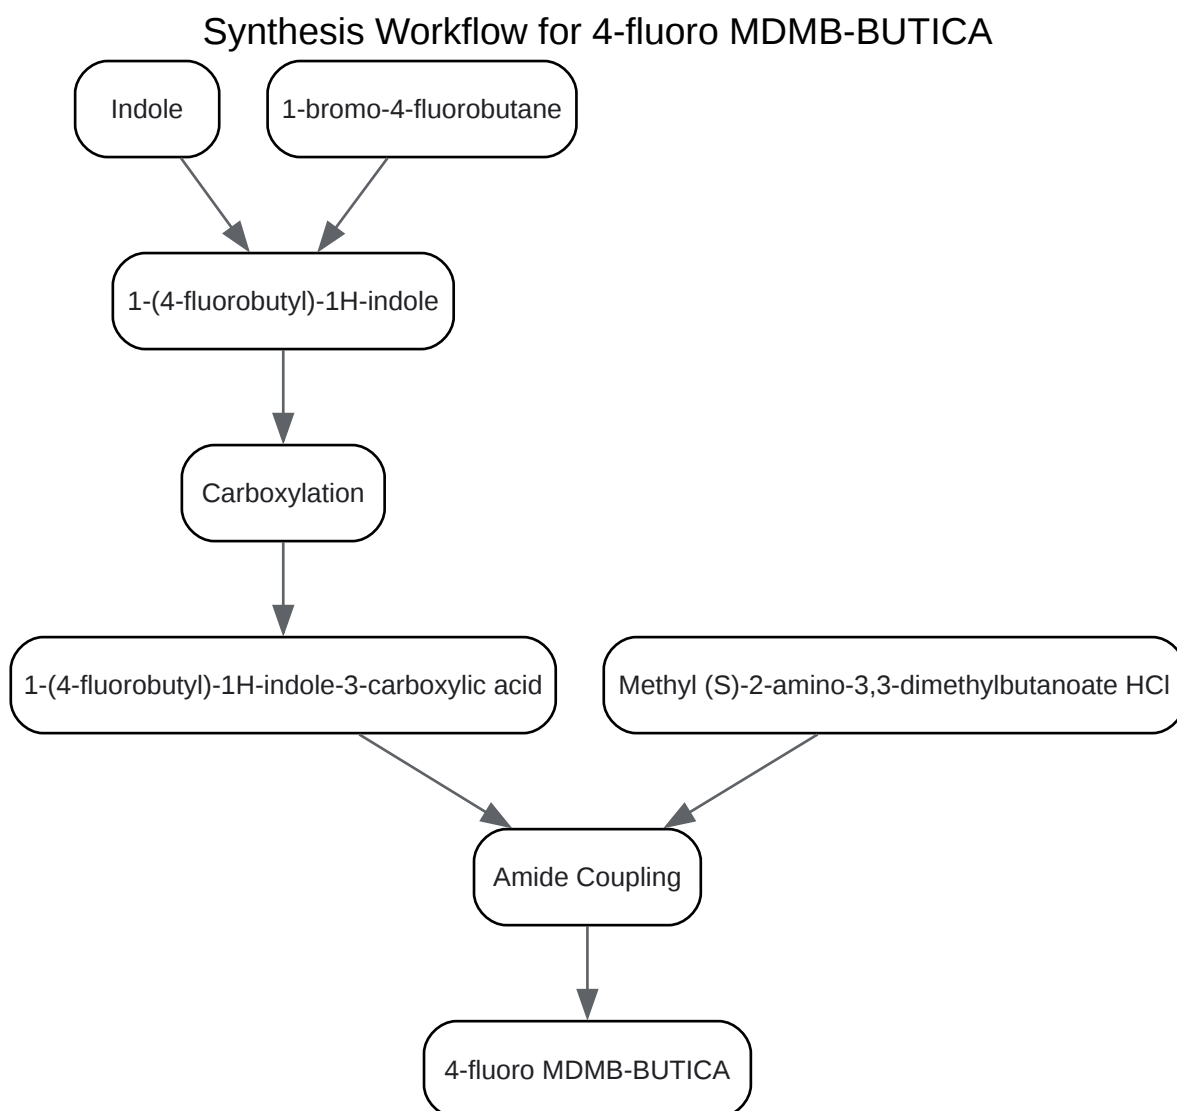 Synthesis Workflow for 4-fluoro MDMB-BUTICA
Indole
1-bromo-4-fluorobutane
1-(4-fluorobutyl)-1H-indole
Carboxylation
1-(4-fluorobutyl)-1H-indole-3-carboxylic acid
Methyl (S)-2-amino-3,3-dimethylbutanoate HCl
Amide Coupling
4-fluoro MDMB-BUTICA